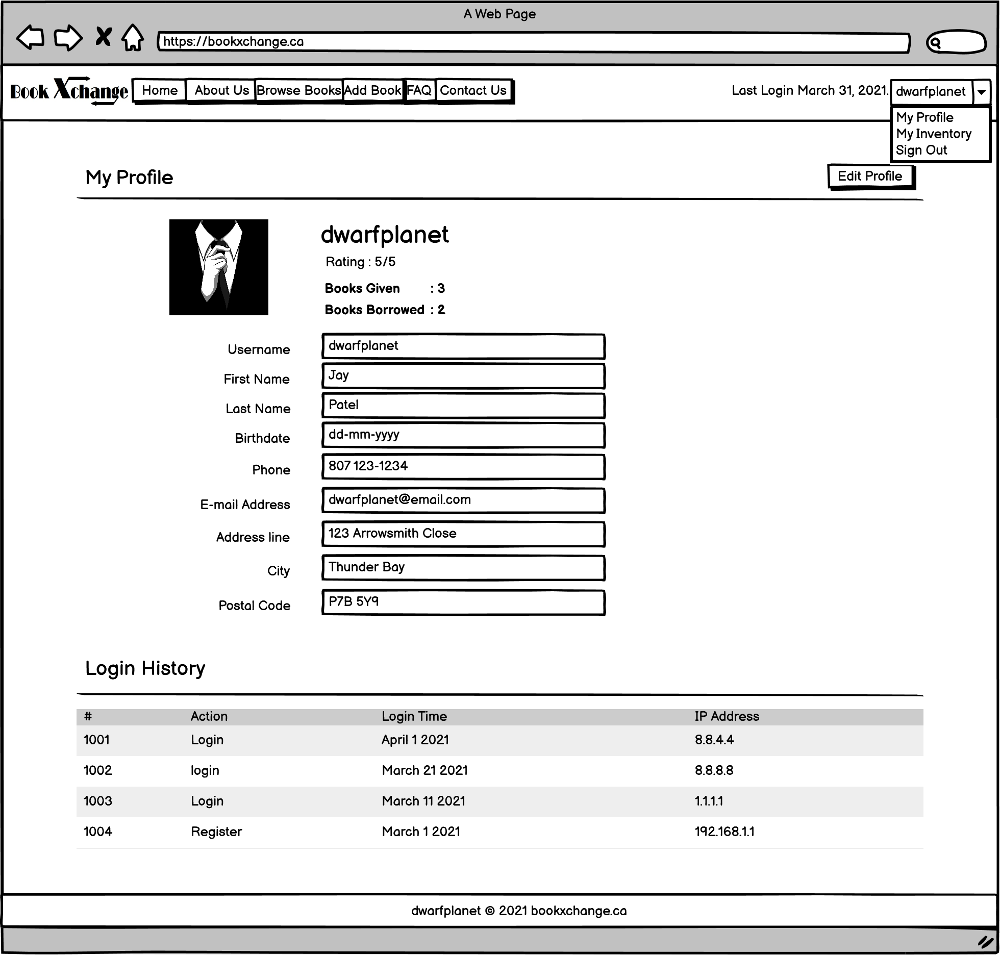 A Web Page
https://bookxchange.ca
Book Xchange Home About Us Browse Books Add Book FAQ Contact Us Last Login March 31, 2021. dwarfplanet
My Profile
My Inventory
Sign Out
My Profile Edit Profile
dwarfplanet
Rating : 5/5
Books Given : 3
Books Borrowed : 2
Username dwarfplanet
First Name Jay
Last Name Patel
Birthdate dd-mm-yyyy
Phone 807 123-1234
E-mail Address dwarfplanet@email.com
Address line 123 Arrowsmith Close
City Thunder Bay
Postal Code P7B 5Y9
Login History
# Action Login Time IP Address
1001 Login April 1 2021 8.8.4.4
1002 login March 21 2021 8.8.8.8
1003 Login March 11 2021 1.1.1.1
1004 Register March 1 2021 192.168.1.1
dwarfplanet © 2021 bookxchange.ca